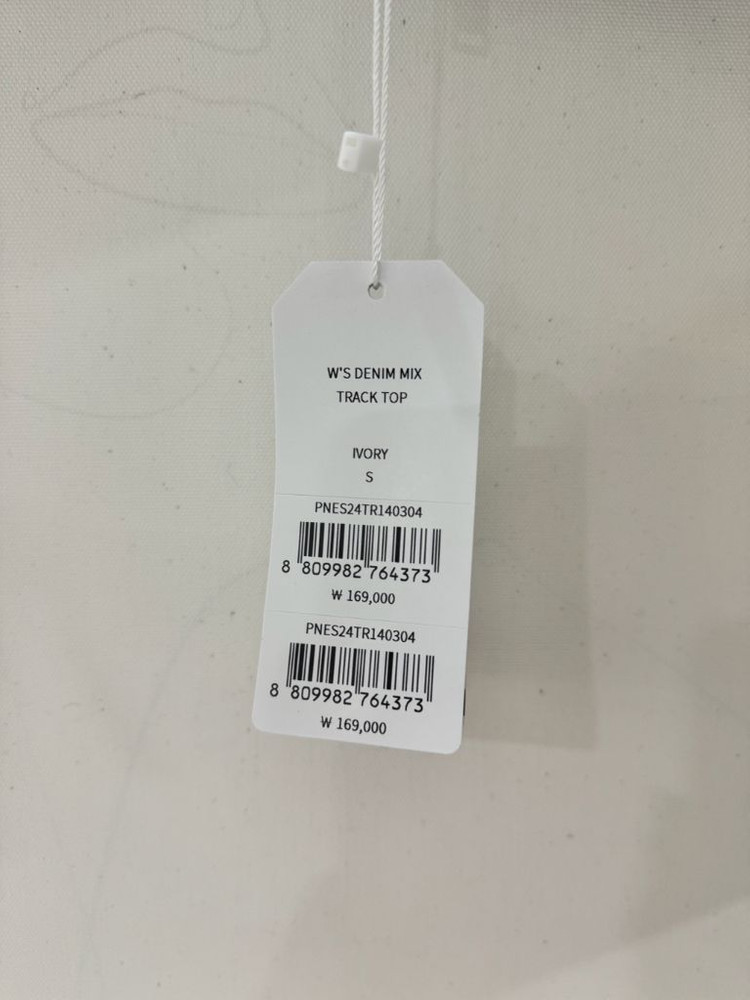 W'S DENIM MIX
TRACK TOP
IVORY
S
PNES24TR140304
8 809982 764373
₩ 169,000
PNES24TR140304
8 809982 764373
₩ 169,000